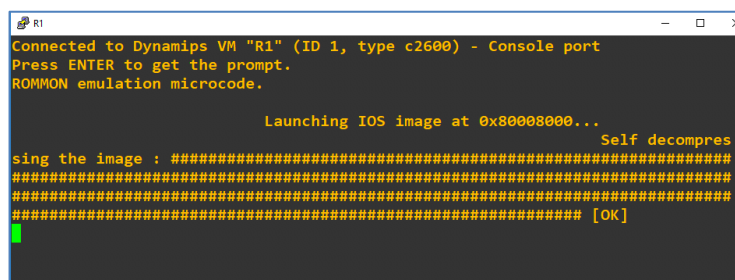 R1
Connected to Dynamips VM "R1" (ID 1, type c2600) - Console port
Press ENTER to get the prompt.
ROMMON emulation microcode.
Launching IOS image at 0x80008000...
Self decompres
sing the image : ############################################################
#############################################################################
#############################################################################
############################################################# [OK]